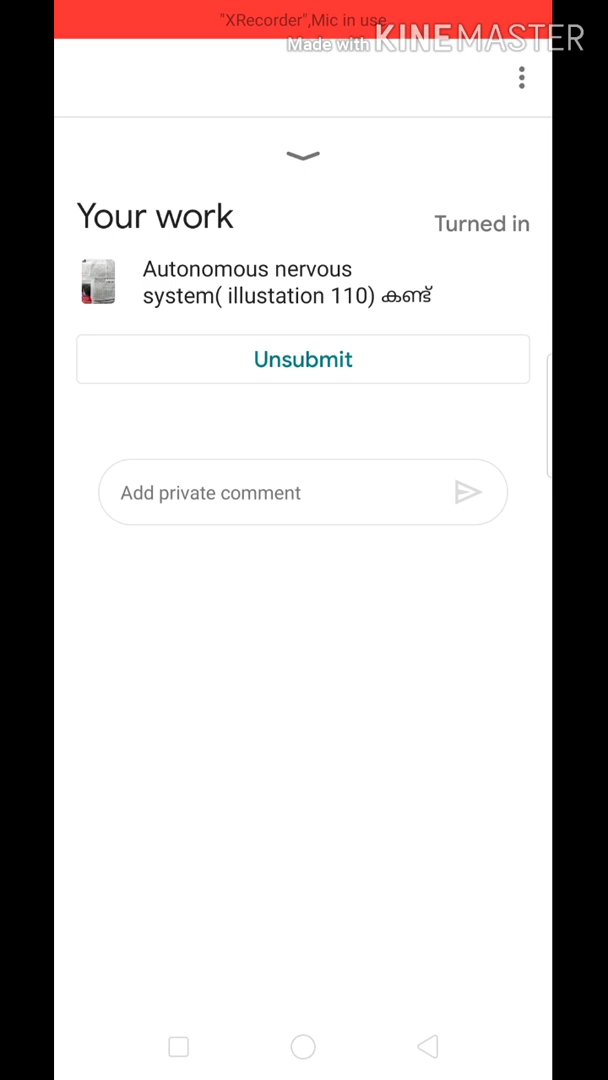 "XRecorder",Mic in use
Made with KINEMASTER
Your work
Turned in
Autonomous nervous
system( illustation 110) കണ്ട്
Unsubmit
Add private comment